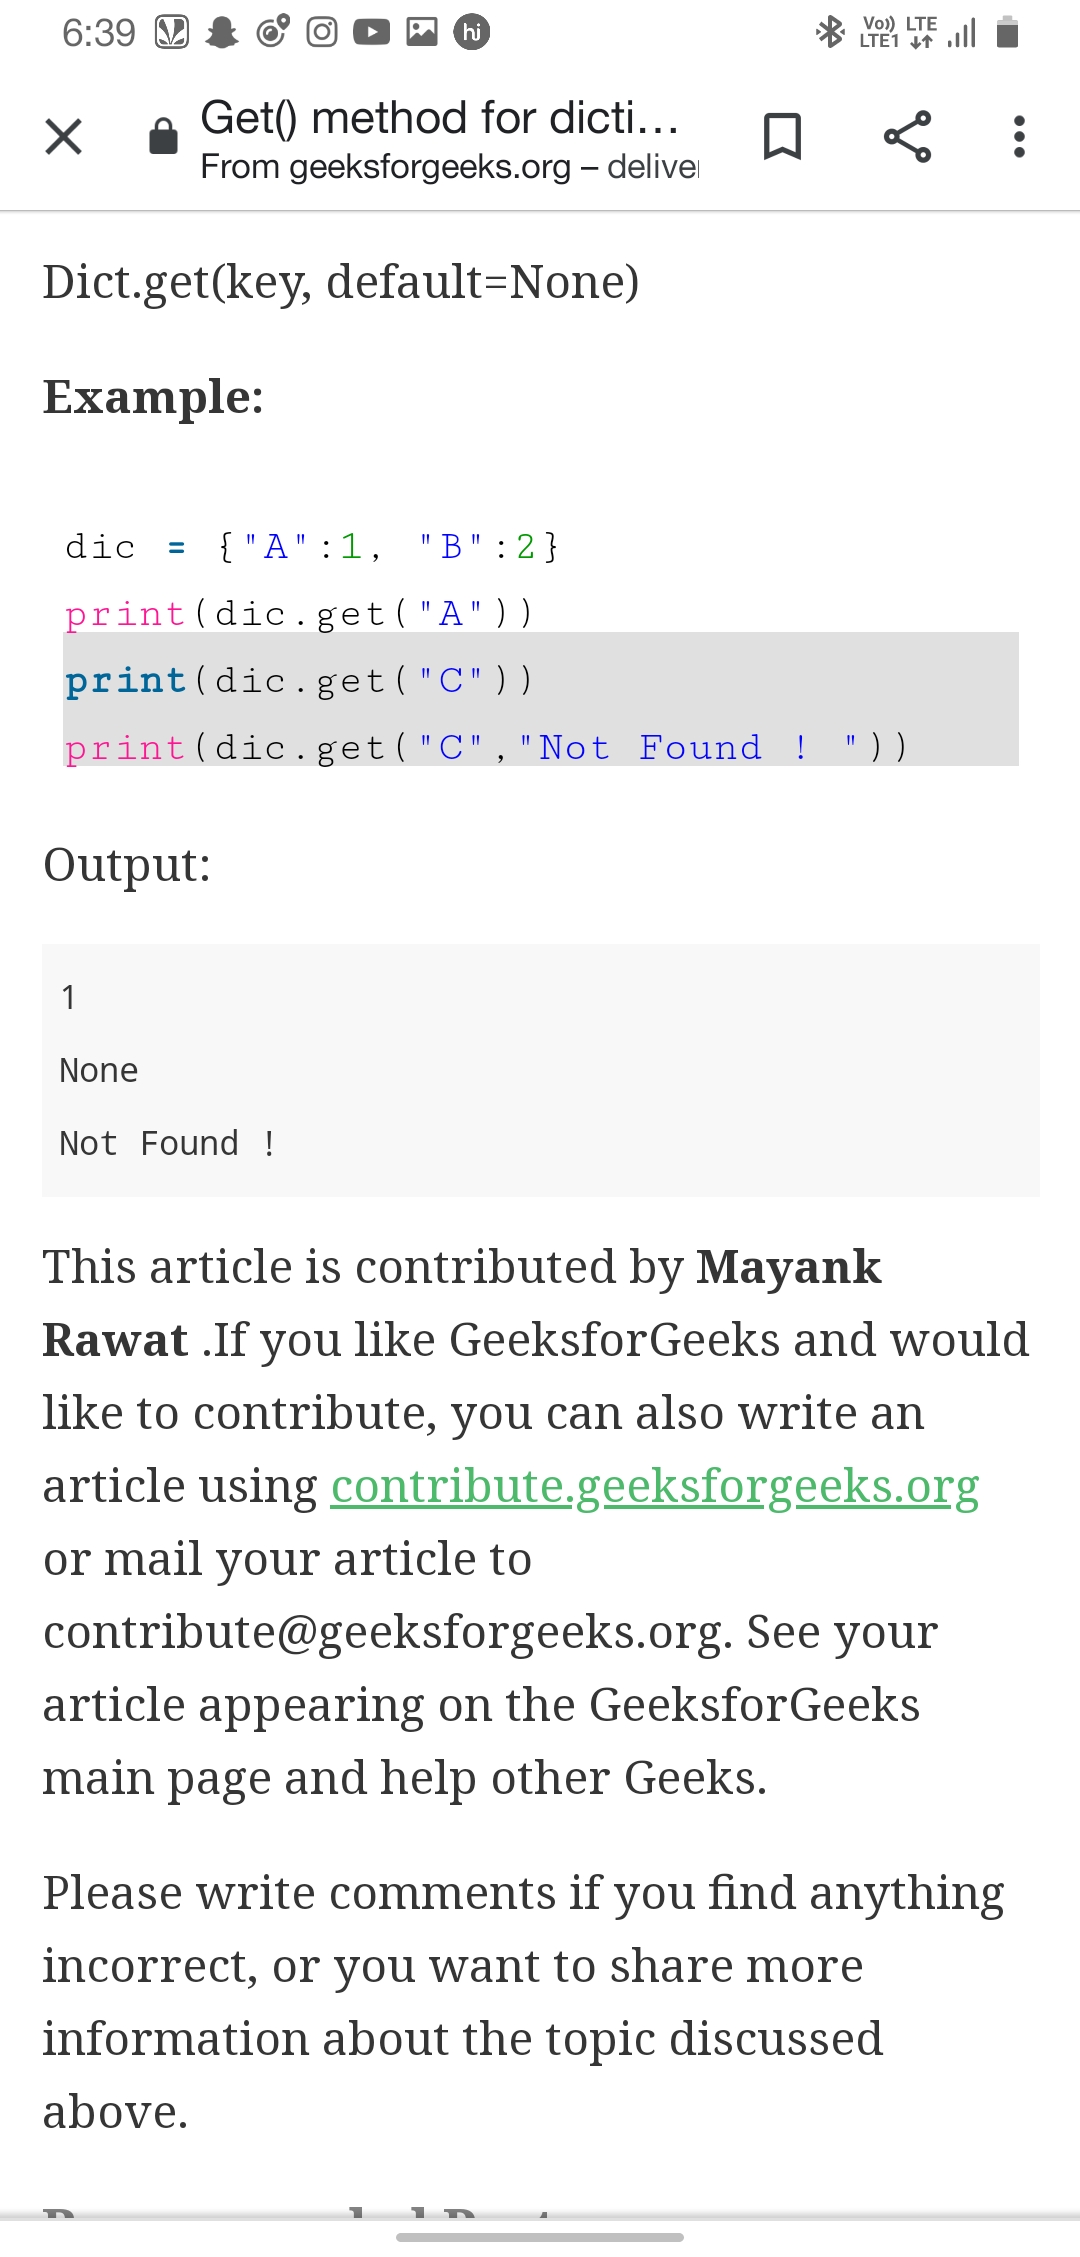 6:39
hi
Vo)) LTE
LTE1
Get() method for dicti...
From geeksforgeeks.org –
Dict.get(key, default=None)
Example:
dic = {"A":1, "B":2}
print(dic.get("A"))
print(dic.get("C"))
print(dic.get("C","Not Found ! "))
Output:
1
None
Not Found !
This article is contributed by Mayank
Rawat .If you like GeeksforGeeks and would
like to contribute, you can also write an
article using contribute.geeksforgeeks.org
or mail your article to
contribute@geeksforgeeks.org. See your
article appearing on the GeeksforGeeks
main page and help other Geeks.
Please write comments if you find anything
incorrect, or you want to share more
information about the topic discussed
above.